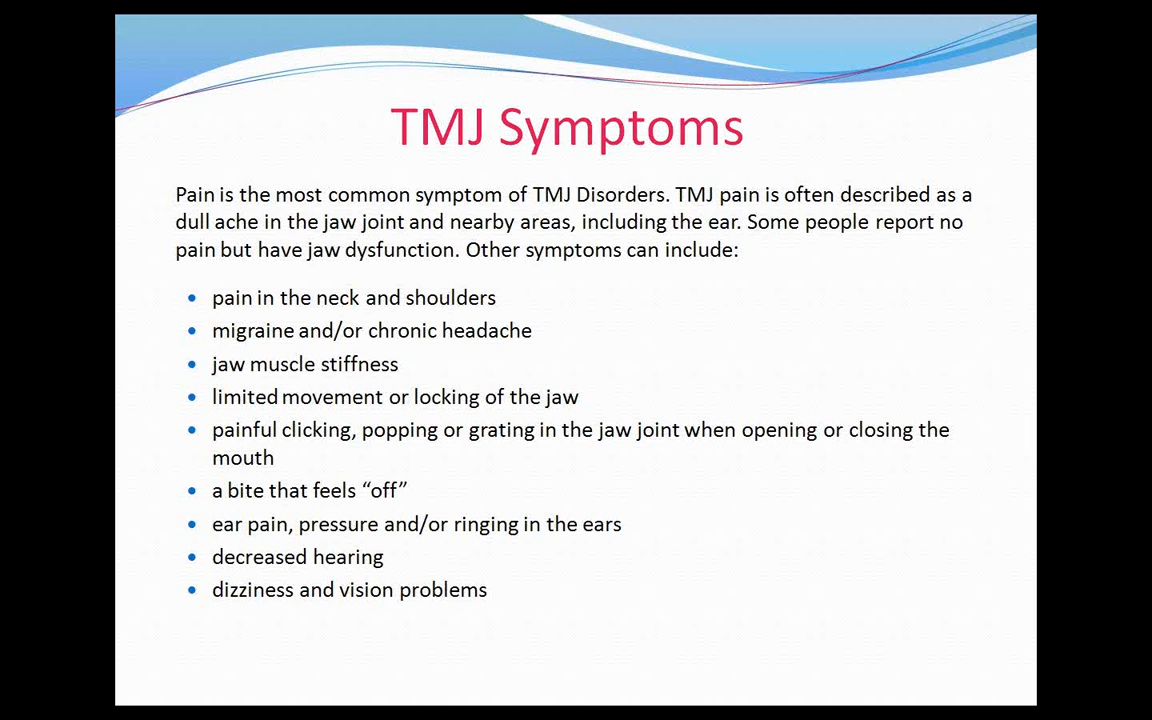 TMJ Symptoms
Pain is the most common symptom of TMJ Disorders. TMJ pain is often described as a
dull ache in the jaw joint and nearby areas, including the ear. Some people report no
pain but have jaw dysfunction. Other symptoms can include:
• pain in the neck and shoulders
• migraine and/or chronic headache
• jaw muscle stiffness
• limited movement or locking of the jaw
• painful clicking, popping or grating in the jaw joint when opening or closing the
mouth
• a bite that feels “off”
• ear pain, pressure and/or ringing in the ears
• decreased hearing
• dizziness and vision problems